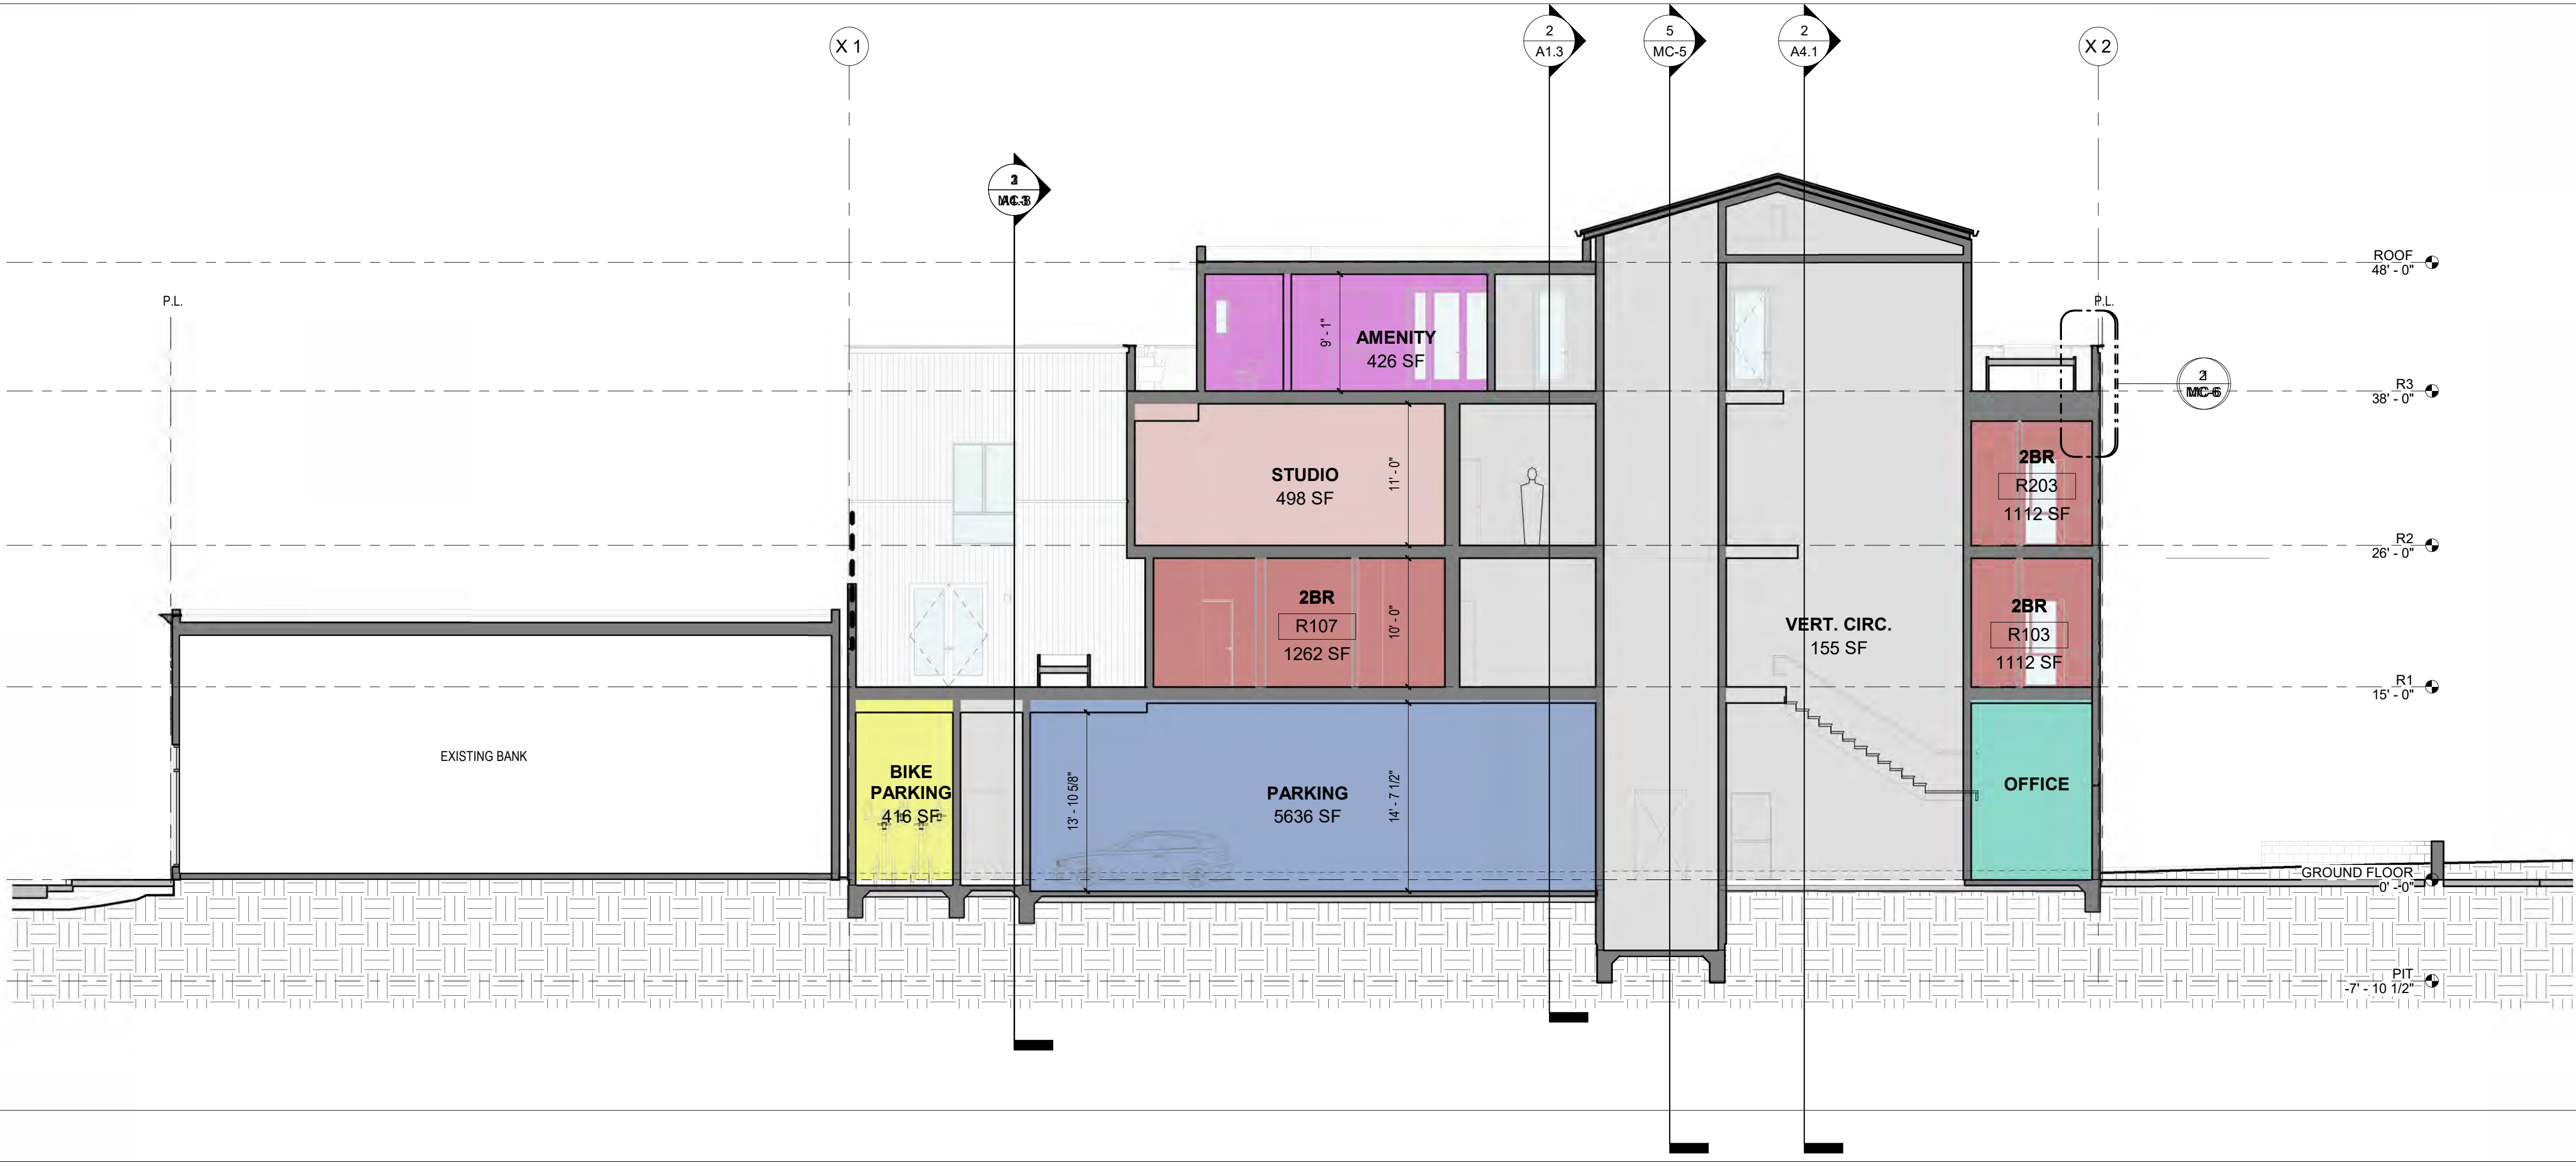 X 1
2
A1.3
5
MC-5
2
A4.1
X 2
ROOF
48' - 0"
P.L.
P.L.
9' - 1"
AMENITY
426 SF
R3
38' - 0"
STUDIO
498 SF
11' - 0"
2BR
R203
1112 SF
R2
26' - 0"
2BR
R107
1262 SF
10' - 0"
VERT. CIRC.
155 SF
2BR
R103
1112 SF
R1
15' - 0"
EXISTING BANK
BIKE
PARKING
416 SF
13' - 10 5/8"
PARKING
5636 SF
14' - 7 1/2"
OFFICE
GROUND FLOOR
0' - 0"
PIT
-7' - 10 1/2"